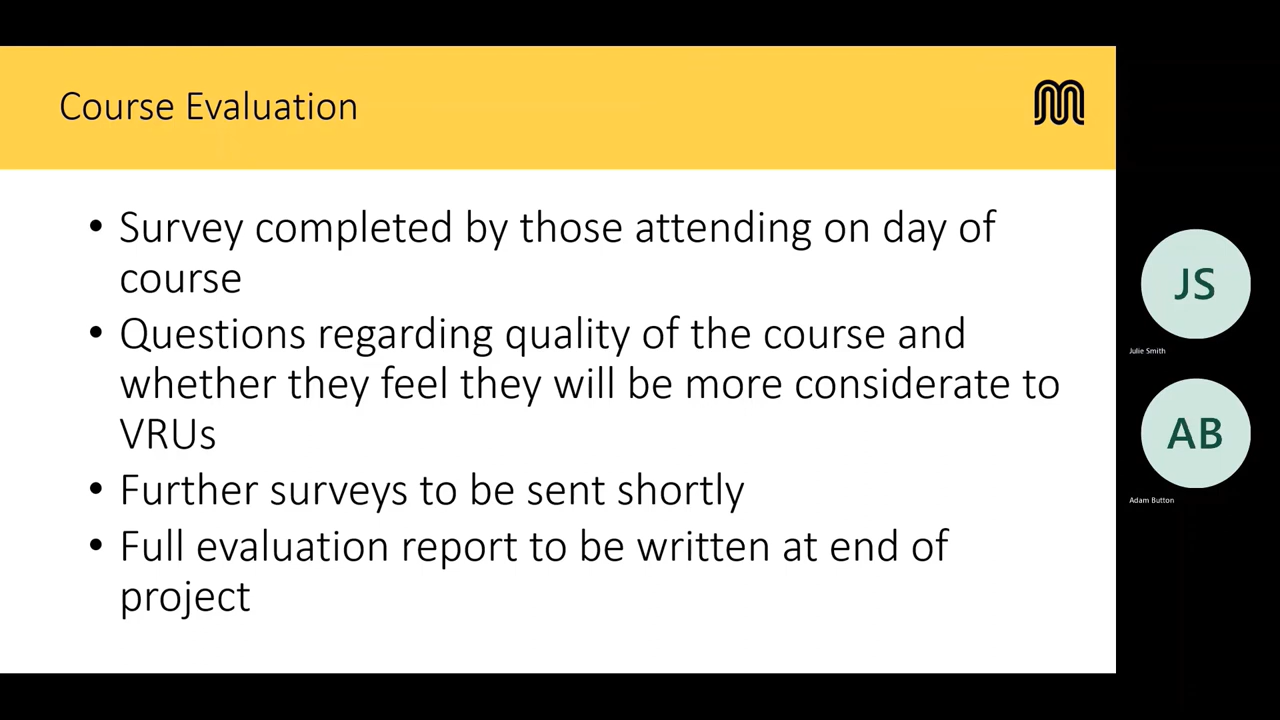 Course Evaluation
• Survey completed by those attending on day of
course
• Questions regarding quality of the course and
whether they feel they will be more considerate to
VRUs
• Further surveys to be sent shortly
• Full evaluation report to be written at end of
project
JS
Julie Smith
AB
Adam Button